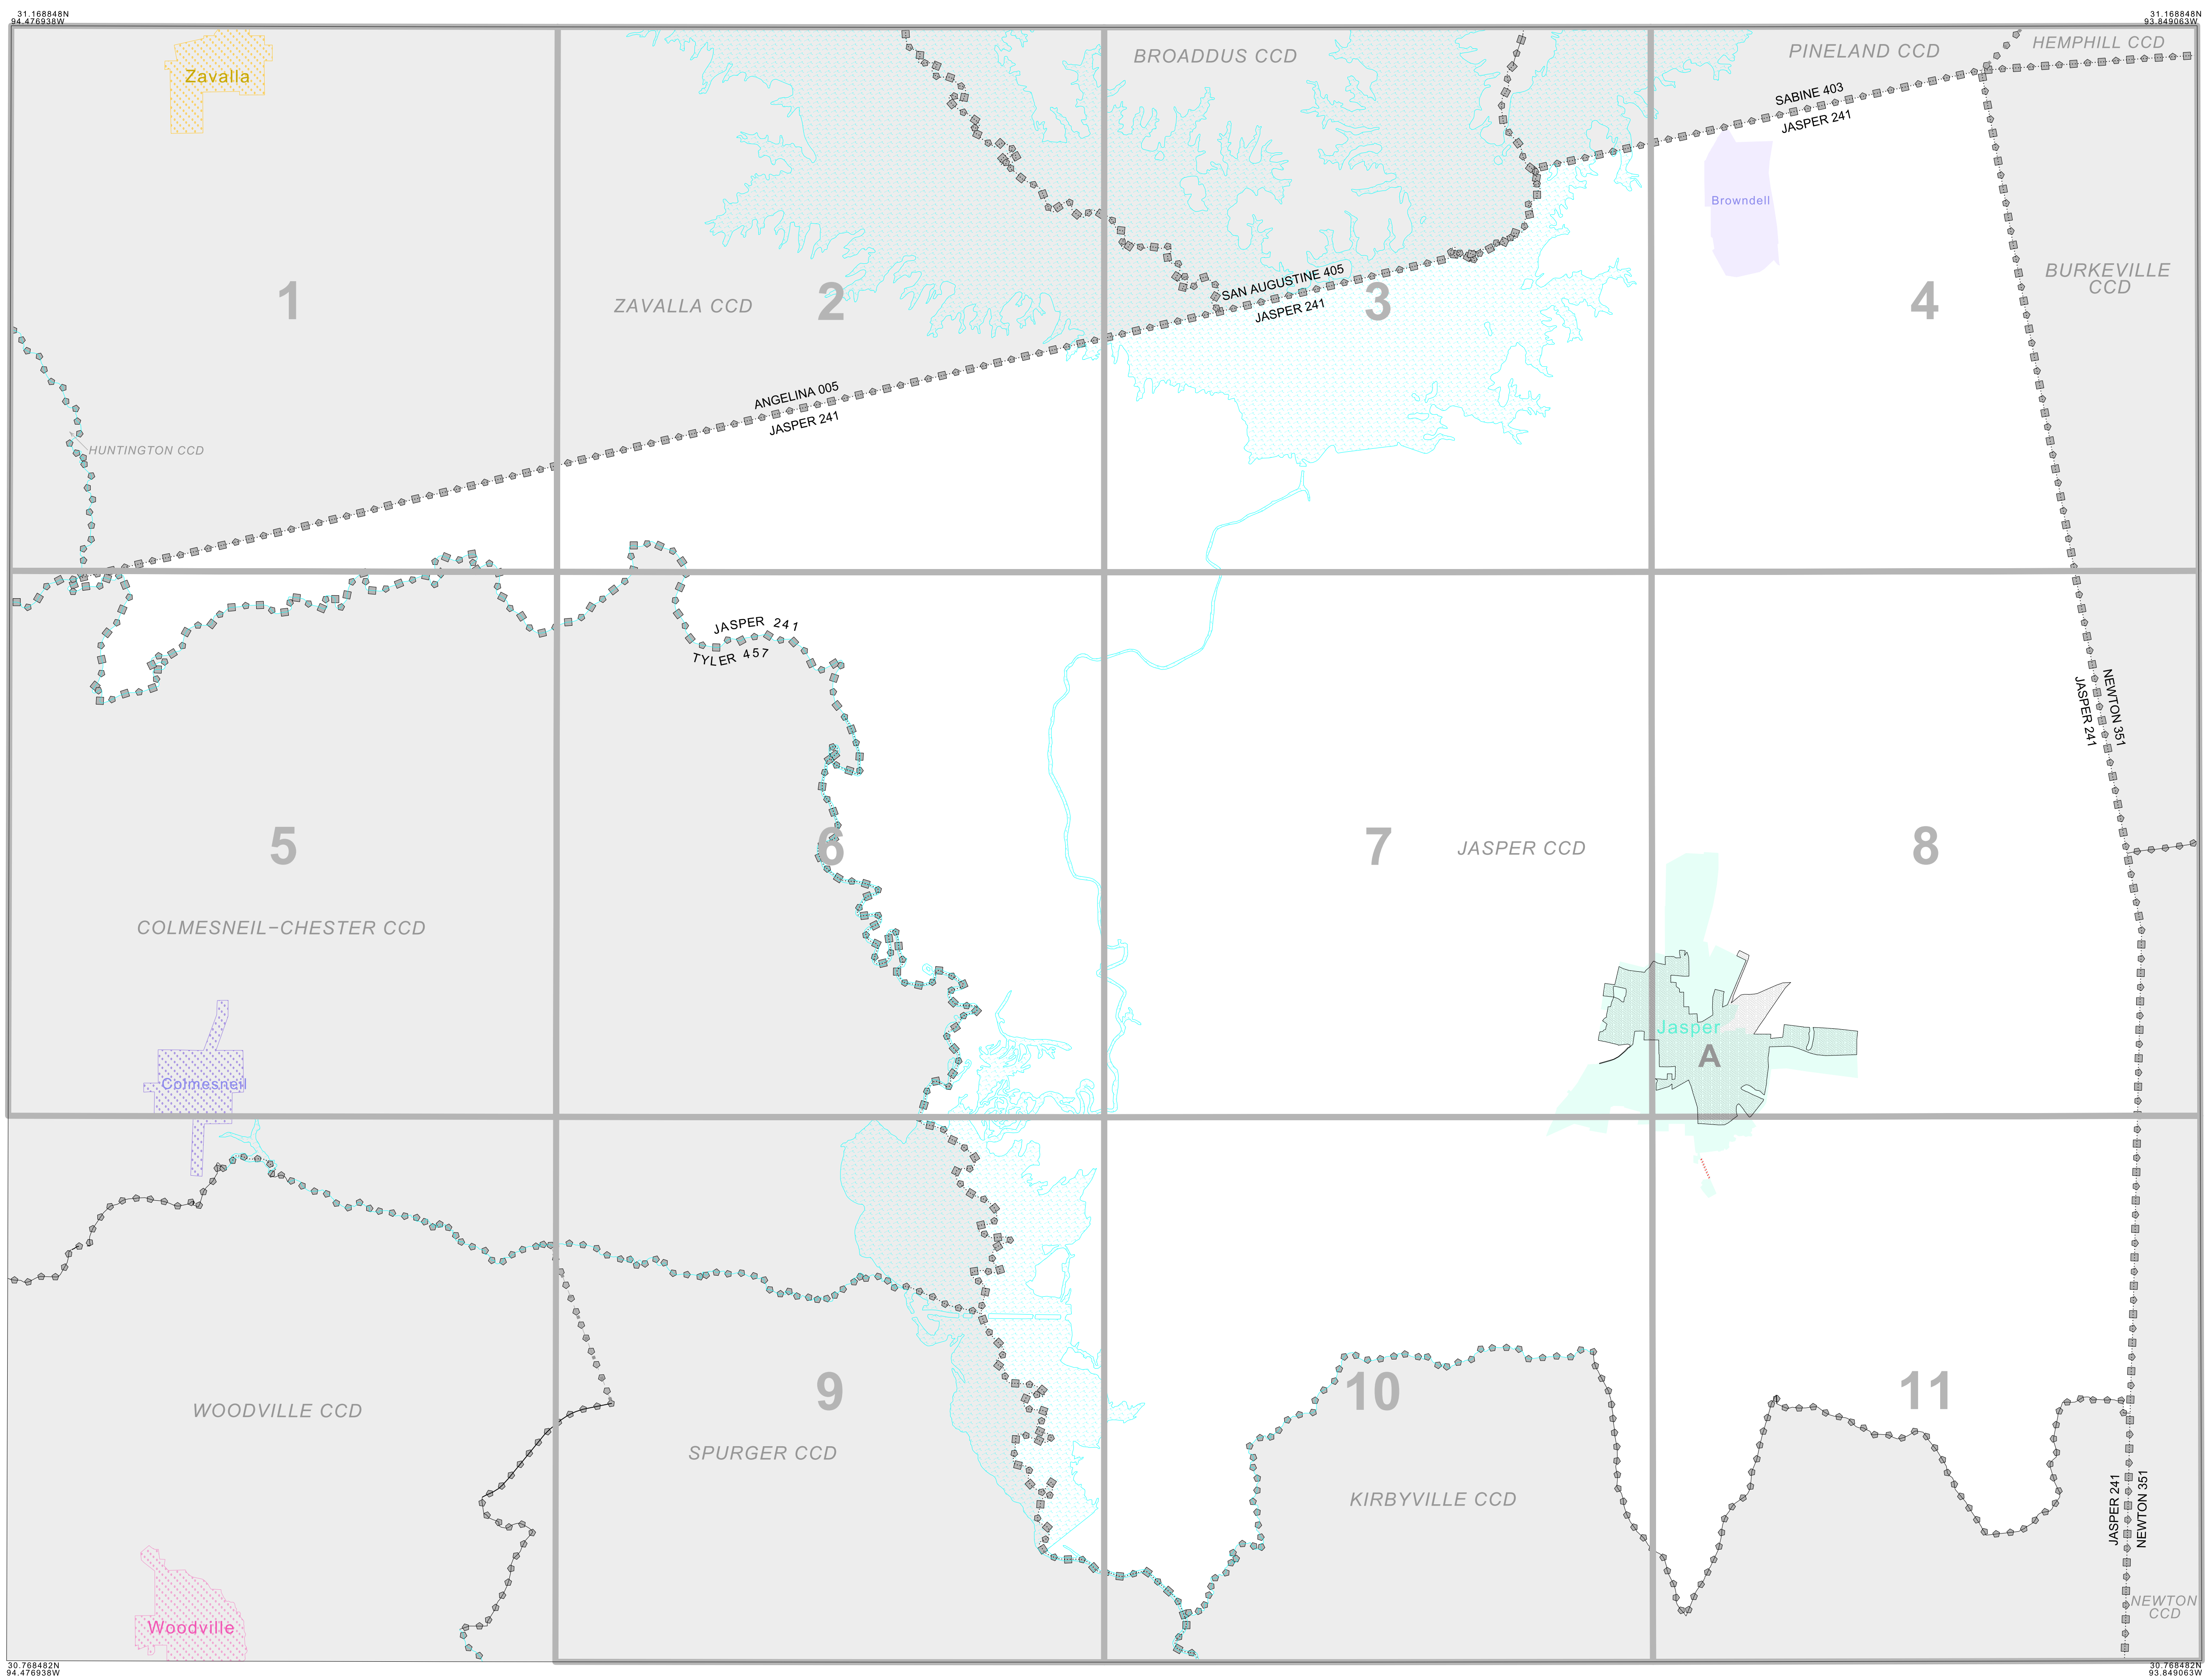 31.168848N
94.476938W
31.168848N
93.849063W
Zavalla
BROADDUS CCD
PINELAND CCD
HEMPHILL CCD
SABINE 403
JASPER 241
Browndell
1
ZAVALLA CCD
2
SAN AUGUSTINE 405
JASPER 241
3
4
BURKEVILLE
CCD
ANGELINA 005
JASPER 241
HUNTINGTON CCD
JASPER 241
TYLER 457
NEWTON 351
JASPER 241
5
6
7
JASPER CCD
8
COLMESNEIL-CHESTER CCD
Colmesneil
Jasper
A
WOODVILLE CCD
9
SPURGER CCD
10
KIRBYVILLE CCD
11
JASPER 241
NEWTON 351
Woodville
NEWTON
CCD
30.768482N
94.476938W
30.768482N
93.849063W